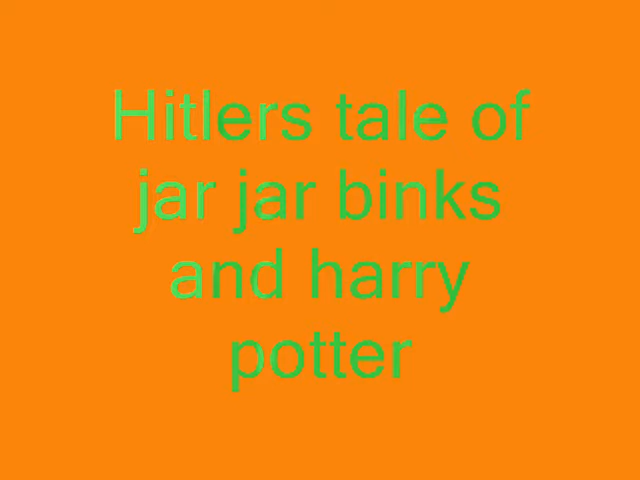 Hitlers tale of
jar jar binks
and harry
potter